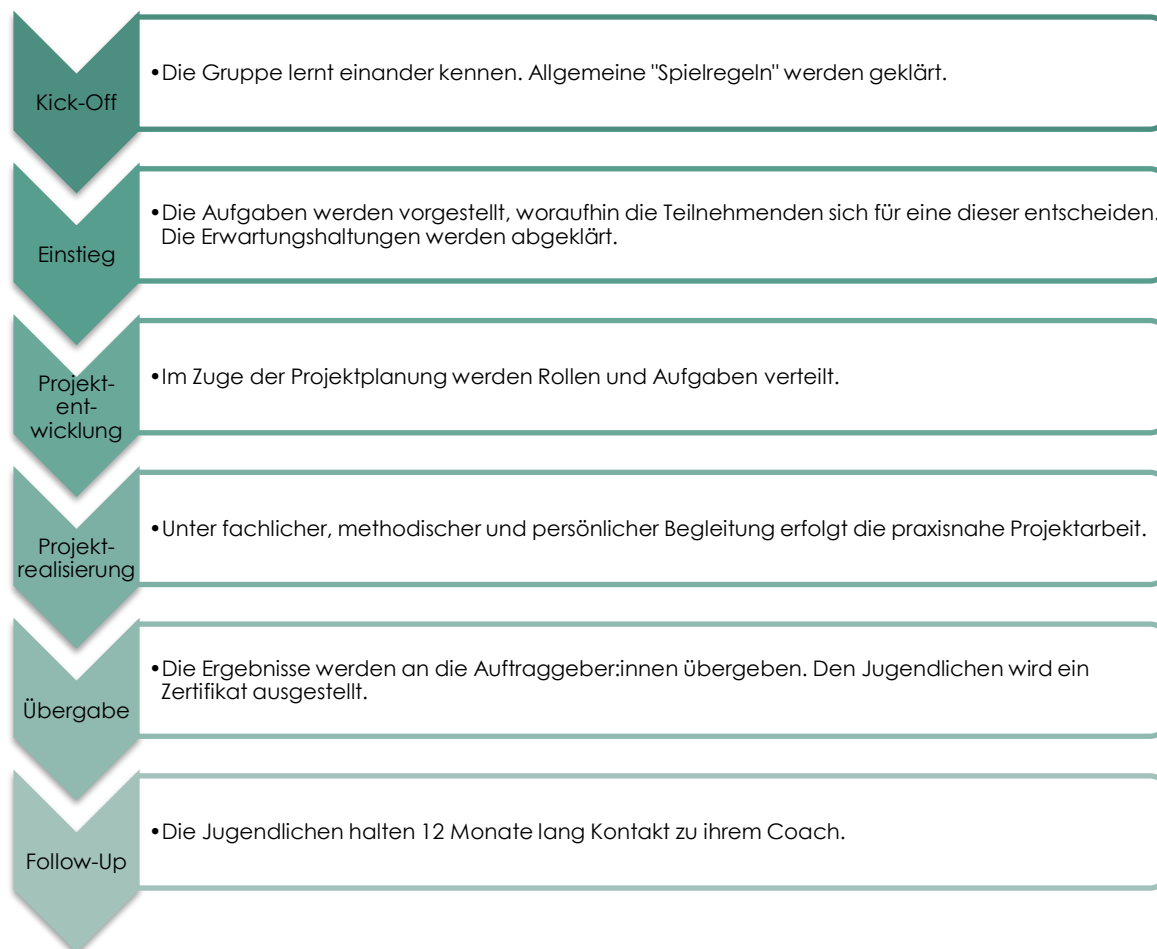 Kick-Off
•Die Gruppe lernt einander kennen. Allgemeine "Spielregeln" werden geklärt.
Einstieg
•Die Aufgaben werden vorgestellt, woraufhin die Teilnehmenden sich für eine dieser entscheiden.
Die Erwartungshaltungen werden abgeklärt.
Projekt-
ent-
wicklung
•Im Zuge der Projektplanung werden Rollen und Aufgaben verteilt.
Projekt-
realisierung
•Unter fachlicher, methodischer und persönlicher Begleitung erfolgt die praxisnahe Projektarbeit.
Übergabe
•Die Ergebnisse werden an die Auftraggeber:innen übergeben. Den Jugendlichen wird ein
Zertifikat ausgestellt.
Follow-Up
•Die Jugendlichen halten 12 Monate lang Kontakt zu ihrem Coach.